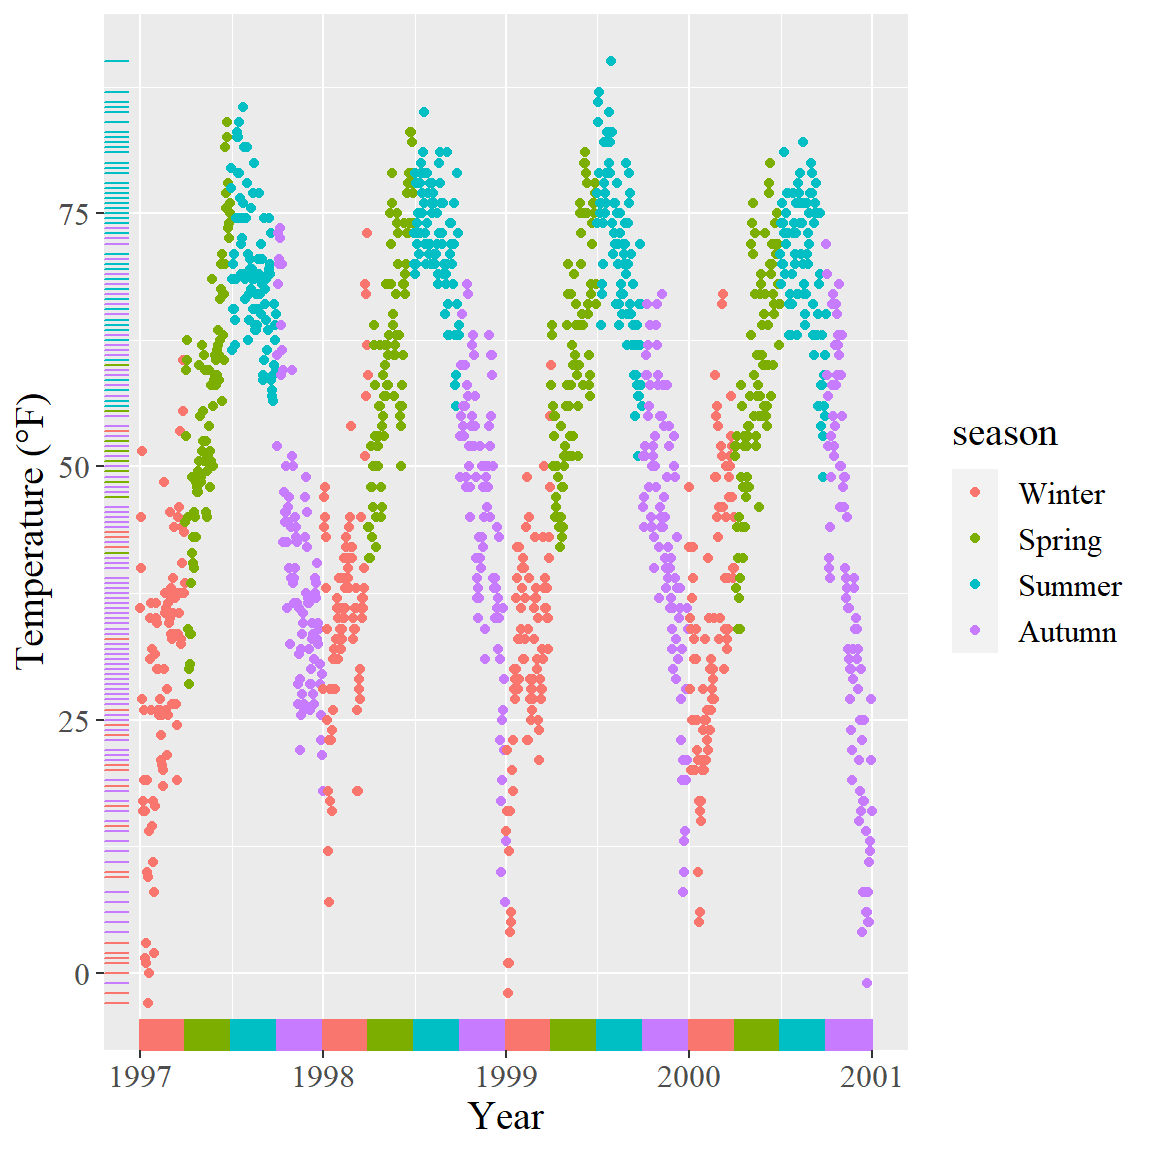 75
50
25
0
Temperature (°F)
1997 1998 1999 2000 2001
Year
season
Winter
Spring
Summer
Autumn